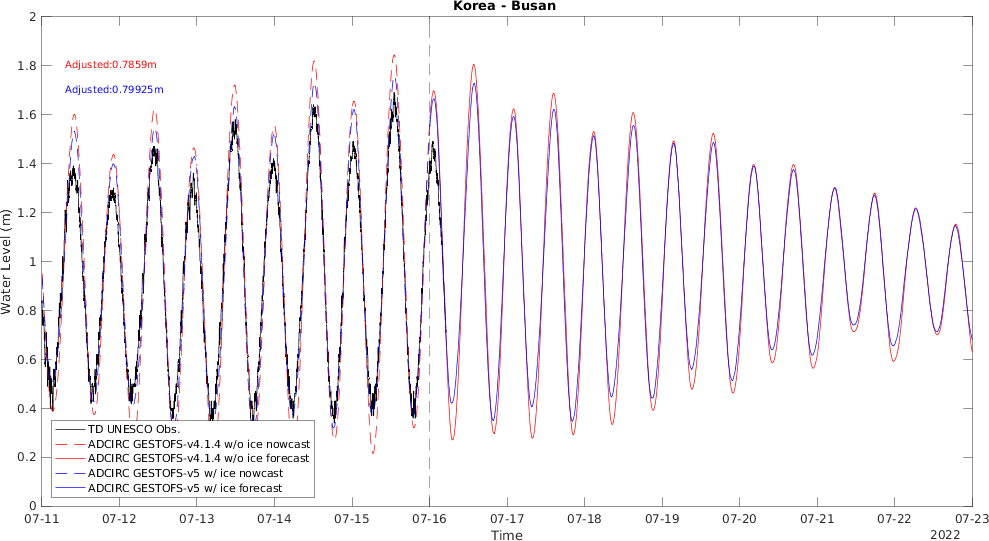 Korea - Busan
2
1.8
1.6
1.4
1.2
1
0.8
0.6
0.4
0.2
0
Water Level (m)
Adjusted:0.7859m
Adjusted:0.79925m
TD UNESCO Obs.
ADCIRC GESTOFS-v4.1.4 w/o ice nowcast
ADCIRC GESTOFS-v4.1.4 w/o ice forecast
ADCIRC GESTOFS-v5 w/ ice nowcast
ADCIRC GESTOFS-v5 w/ ice forecast
07-11 07-12 07-13 07-14 07-15 07-16 07-17 07-18 07-19 07-20 07-21 07-22 07-23
Time
2022